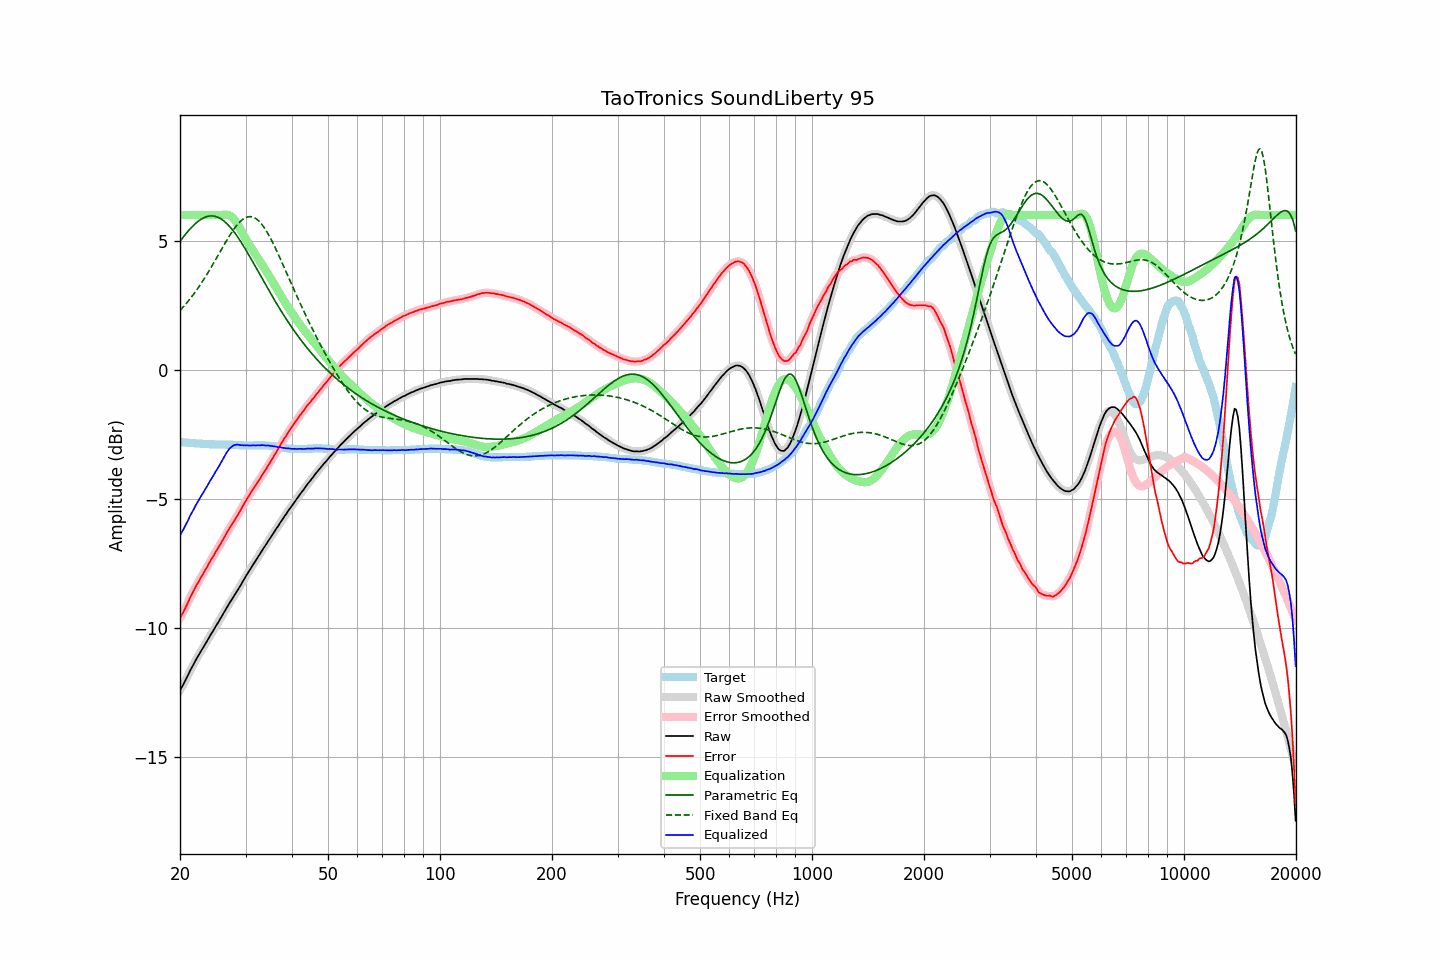 TaoTronics SoundLiberty 95
Amplitude (dBr)
5
0
−5
−10
−15
Target
Raw Smoothed
Error Smoothed
Raw
Error
Equalization
Parametric Eq
Fixed Band Eq
Equalized
20 50 100 200 500 1000 2000 5000 10000 20000
Frequency (Hz)